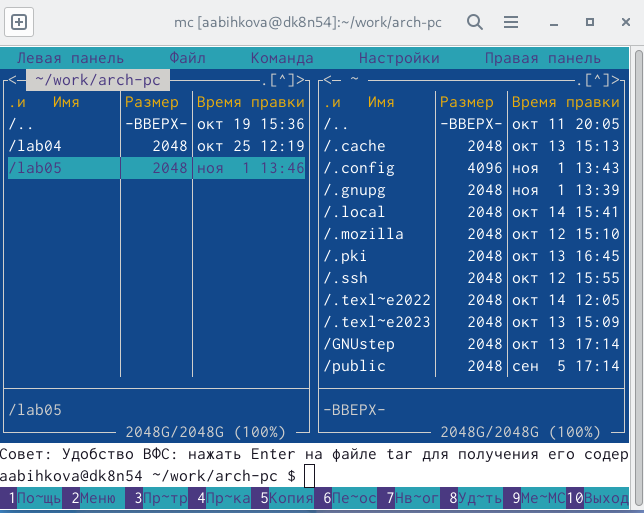 mc [aabihkova@dk8n54]:~/work/arch-pc
Левая панель Файл Команда Настройки Правая панель
<─ ~/work/arch-pc .[^]> <─ ~ .[^]>
.и Имя Размер Время правки .и Имя Размер Время правки
/.. -ВВЕРХ- окт 19 15:36 /.. -ВВЕРХ- окт 11 20:05
/lab04 2048 окт 25 12:19 /.cache 2048 окт 13 15:13
/lab05 2048 ноя 1 13:46 /.config 4096 ноя 1 13:43
/.gnupg 2048 ноя 1 13:39
/.local 2048 окт 14 15:41
/.mozilla 2048 окт 12 15:10
/.pki 2048 окт 13 16:45
/.ssh 2048 окт 12 15:55
/.texl~e2022 2048 окт 14 12:05
/.texl~e2023 2048 окт 13 15:09
/GNUstep 2048 окт 13 17:14
/public 2048 сен 5 17:14
/lab05 -ВВЕРХ-
2048G/2048G (100%) 2048G/2048G (100%)
Совет: Удобство ВФС: нажать Enter на файле tar для получения его содер
aabihkova@dk8n54 ~/work/arch-pc $
1По~щь 2Меню 3Пр~тр 4Пр~ка 5Копия 6Пе~ос 7Нв~ог 8Уд~ть 9Ме~МС 10Выход